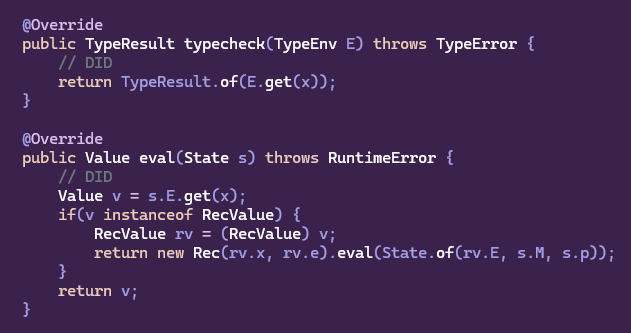 @Override
public TypeResult typecheck(TypeEnv E) throws TypeError {
    // DID
    return TypeResult.of(E.get(x));
}

@Override
public Value eval(State s) throws RuntimeError {
    // DID
    Value v = s.E.get(x);
    if(v instanceof RecValue) {
        RecValue rv = (RecValue) v;
        return new Rec(rv.x, rv.e).eval(State.of(rv.E, s.M, s.p));
    }
    return v;
}